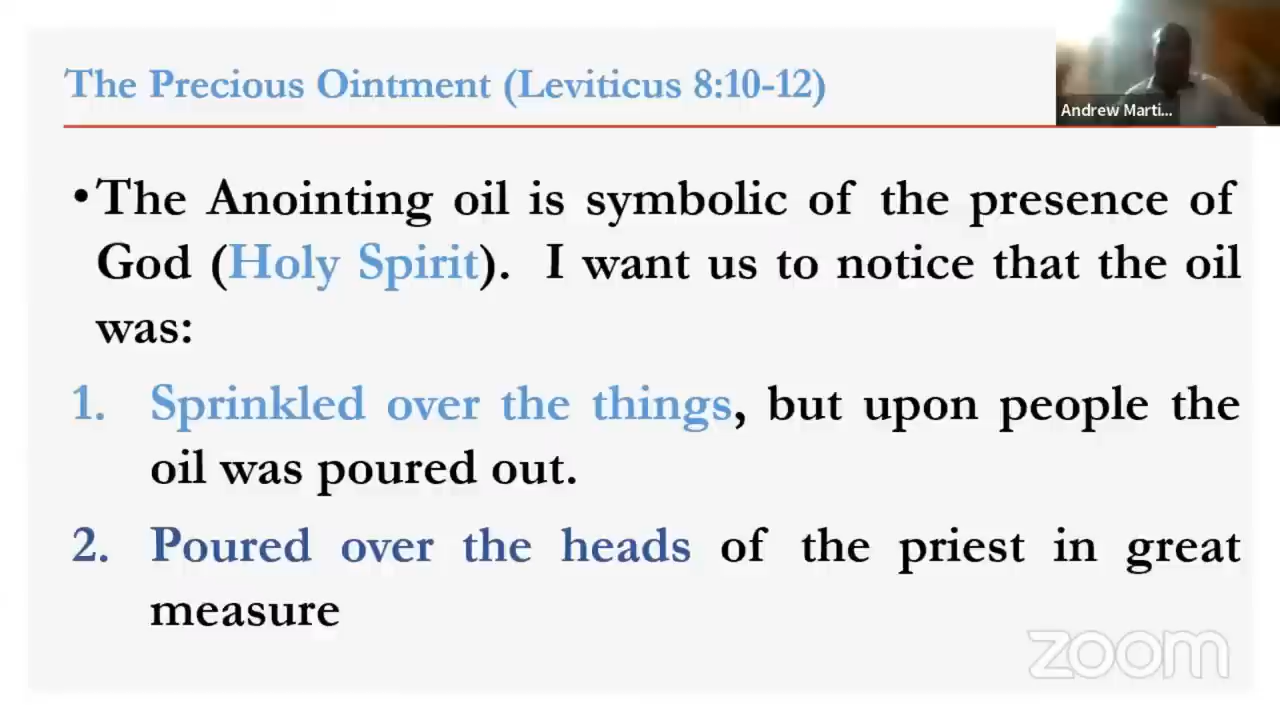 The Precious Ointment (Leviticus 8:10-12)
Andrew Marti...
•The Anointing oil is symbolic of the presence of
God (Holy Spirit).  I want us to notice that the oil
was:
1. Sprinkled over the things, but upon people the
oil was poured out.
2. Poured over the heads of the priest in great
measure
zoom